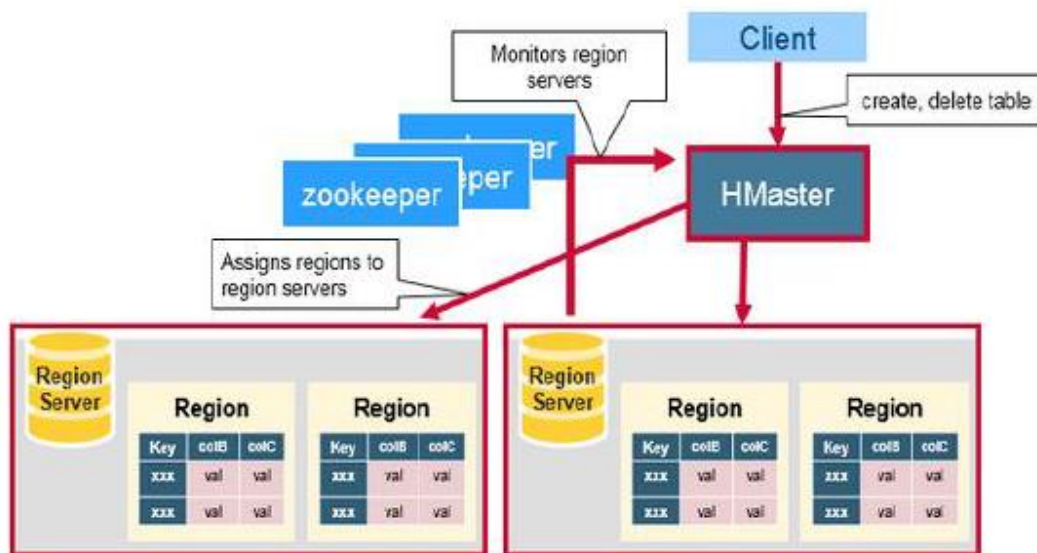 Client
Monitors region
servers
create, delete table
eper
zookeeper
HMaster
Assigns regions to
region servers
Region
Server
Region
Region
Key colB colC
xxx val val
xxx val val
Key colB colC
xxx val val
xxx val val
Region
Server
Region
Region
Key colB colC
xxx val val
xxx val val
Key colB colC
xxx val val
xxx val val